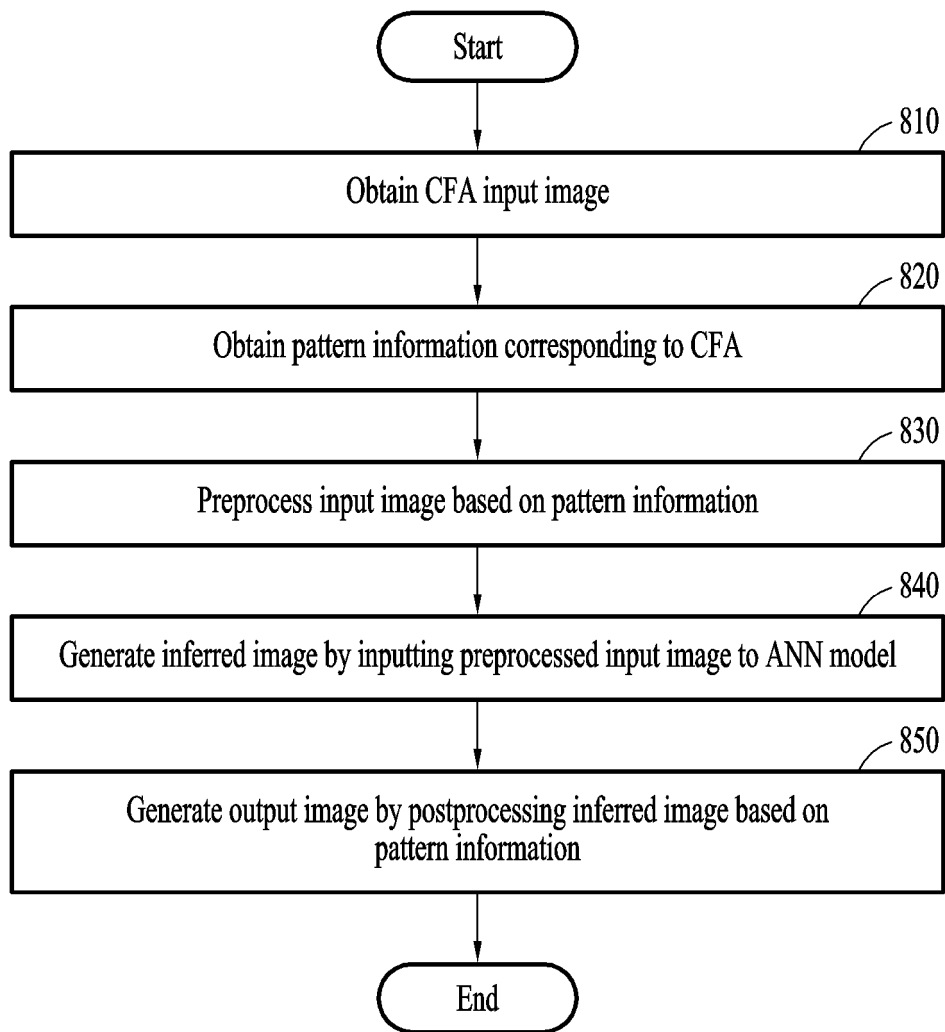 Start
810
Obtain CFA input image
820
Obtain pattern information corresponding to CFA
830
Preprocess input image based on pattern information
840
Generate inferred image by inputting preprocessed input image to ANN model
850
Generate output image by postprocessing inferred image based on
pattern information
End